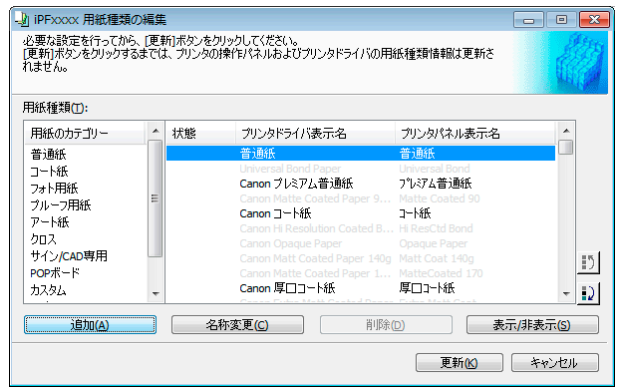 iPFxxxx 用紙種類の編集
必要な設定を行ってから、[更新]ボタンをクリックしてください。
[更新]ボタンをクリックするまでは、プリンタの操作パネルおよびプリンタドライバの用紙種類情報は更新さ
れません。
用紙種類(T):
用紙のカテゴリー
普通紙
コート紙
フォト用紙
プルーフ用紙
アート紙
クロス
サイン/CAD専用
POPボード
カスタム
状態 プリンタドライバ表示名 プリンタパネル表示名
普通紙 普通紙
Universal Bond Paper Universal Bond
Canon プレミアム普通紙 プレミアム普通紙
Canon Matte Coated Paper 9... Matte Coated 90
Canon コート紙 コート紙
Canon Hi Resolution Coated B... Hi ResCtd Bond
Canon Opaque Paper Opaque Paper
Canon Matt Coated Paper 140g Matt Coat 140g
Canon Matte Coated Paper 1... MatteCoated 170
Canon 厚口コート紙 厚口コート紙
追加(A) 名称変更(C) 削除(D) 表示/非表示(S)
更新(K) キャンセル